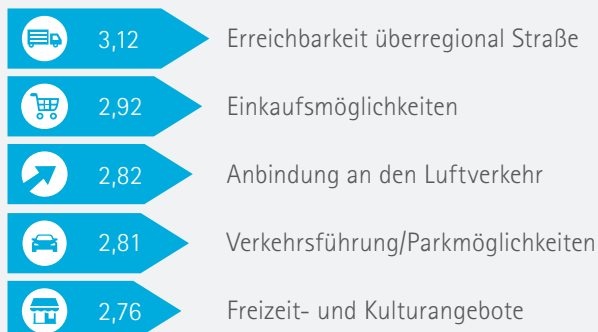 3,12 Erreichbarkeit überregional Straße
2,92 Einkaufsmöglichkeiten
2,82 Anbindung an den Luftverkehr
2,81 Verkehrsführung/Parkmöglichkeiten
2,76 Freizeit- und Kulturangebote